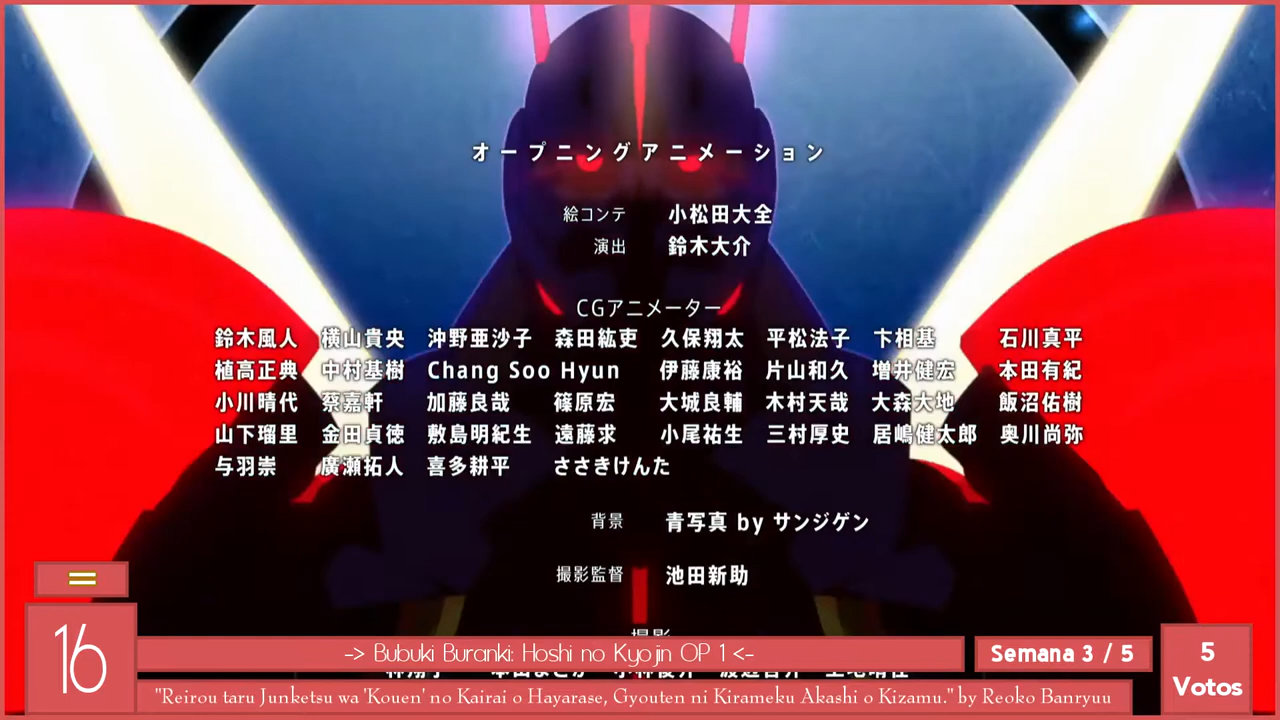 オープニングアニメーション
絵コンテ 小松田大全
演出 鈴木大介
CGアニメーター
鈴木風人 横山貴央 沖野亜沙子 森田紘吏 久保翔太 平松法子 卞相基 石川真平
植高正典 中村基樹 Chang Soo Hyun 伊藤康裕 片山和久 増井健宏 本田有紀
小川晴代 蔡嘉軒 加藤良哉 篠原宏 大城良輔 木村天哉 大森大地 飯沼佑樹
山下瑠里 金田貞徳 敷島明紀生 遠藤求 小尾祐生 三村厚史 居嶋健太郎 奥川尚弥
与羽崇 廣瀬拓人 喜多耕平 ささきけんた
背景 青写真 by サンジゲン
撮影監督 池田新助
撮影
=
16
-> Bubuki Buranki: Hoshi no Kyojin OP 1 <-
Semana 3 / 5
5
Votos
"Reirou taru Junketsu wa 'Kouen' no Kairai o Hayarase, Gyouten ni Kirameku Akashi o Kizamu." by Reoko Banryuu